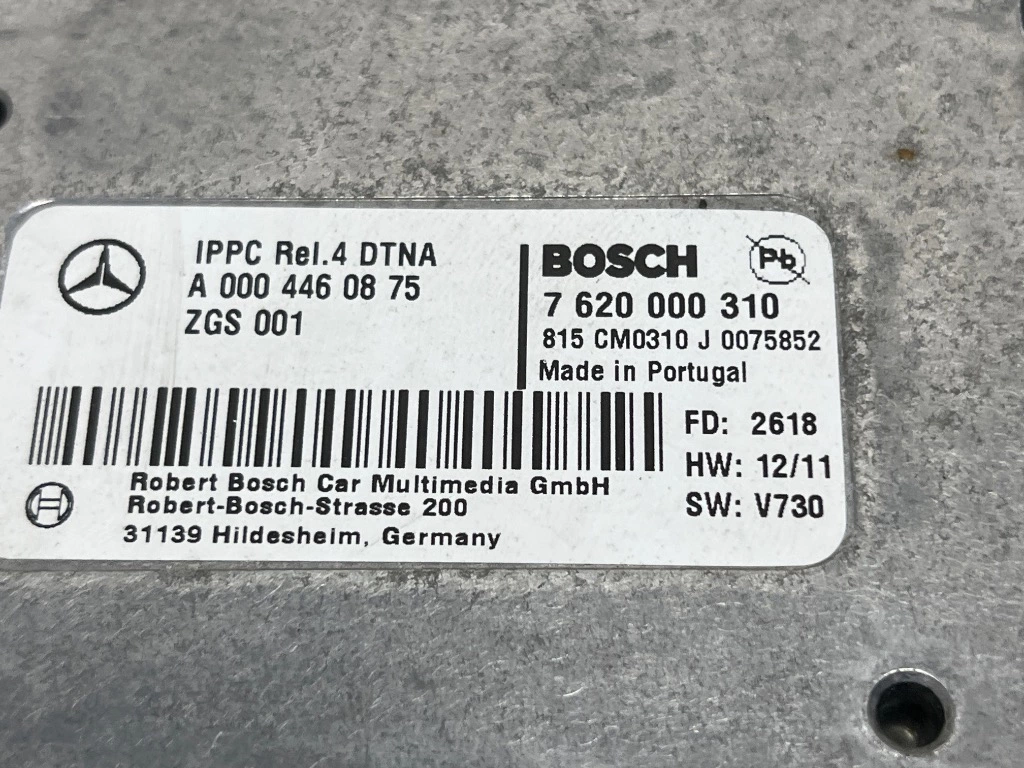 IPPC Rel.4 DTNA
A 000 446 0875
ZGS 001
BOSCH
Pb
7 620 000 310
815 CM0310 J 0075852
Made in Portugal
FD: 2618
HW: 12/11
SW: V730
Robert Bosch Car Multimedia GmbH
Robert-Bosch-Strasse 200
31139 Hildesheim, Germany